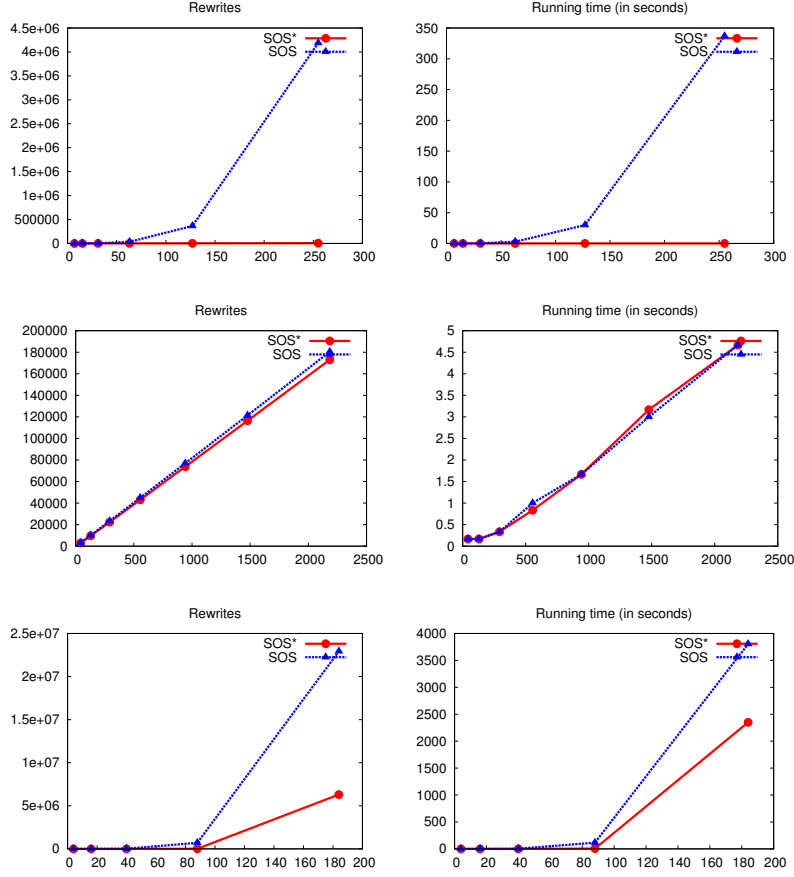 Rewrites
4.5e+06
4e+06
3.5e+06
3e+06
2.5e+06
2e+06
1.5e+06
1e+06
500000
0
0 50 100 150 200 250 300
SOS*
SOS
Running time (in seconds)
350
300
250
200
150
100
50
0
0 50 100 150 200 250 300
SOS*
SOS
Rewrites
200000
180000
160000
140000
120000
100000
80000
60000
40000
20000
0
0 500 1000 1500 2000 2500
SOS*
SOS
Running time (in seconds)
5
4.5
4
3.5
3
2.5
2
1.5
1
0.5
0
0 500 1000 1500 2000 2500
SOS*
SOS
Rewrites
2.5e+07
2e+07
1.5e+07
1e+07
5e+06
0
0 20 40 60 80 100 120 140 160 180 200
SOS*
SOS
Running time (in seconds)
4000
3500
3000
2500
2000
1500
1000
500
0
0 20 40 60 80 100 120 140 160 180 200
SOS*
SOS